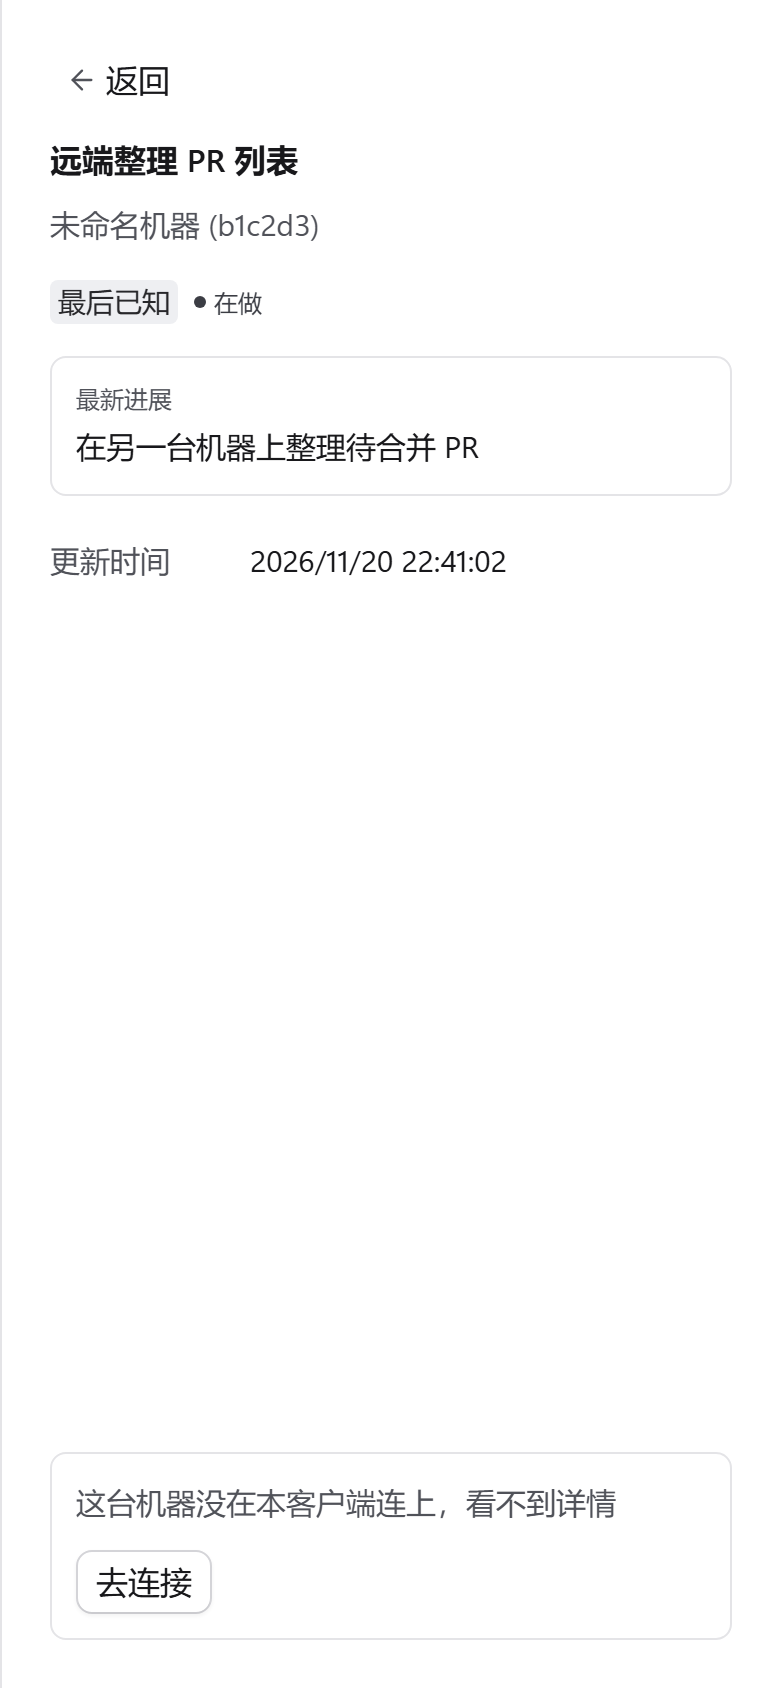 返回
远端整理 PR 列表
未命名机器 (b1c2d3)
最后已知 在做
最新进展
在另一台机器上整理待合并 PR
更新时间 2026/11/20 22:41:02
这台机器没在本客户端连上，看不到详情
去连接